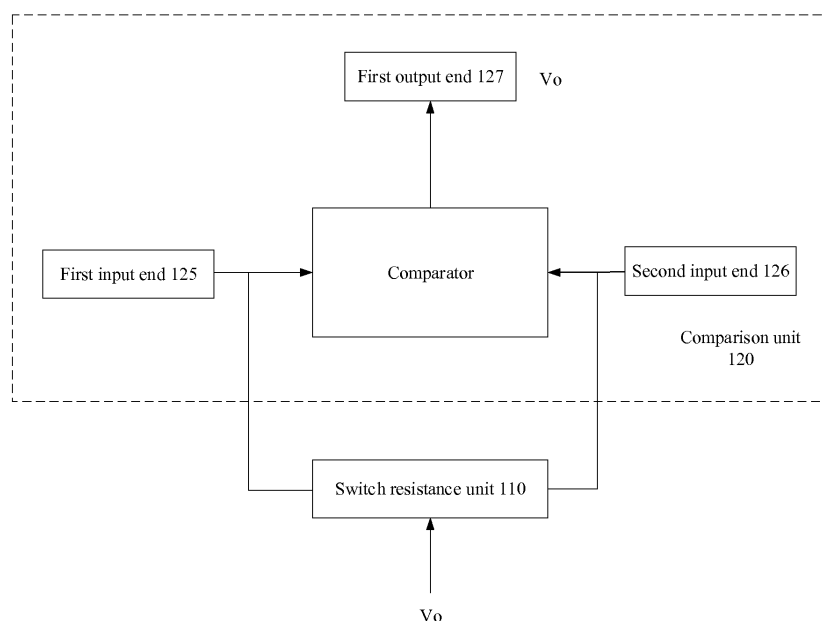 First output end 127
Vo
First input end 125
Comparator
Second input end 126
Comparison unit
120
Switch resistance unit 110
Vo